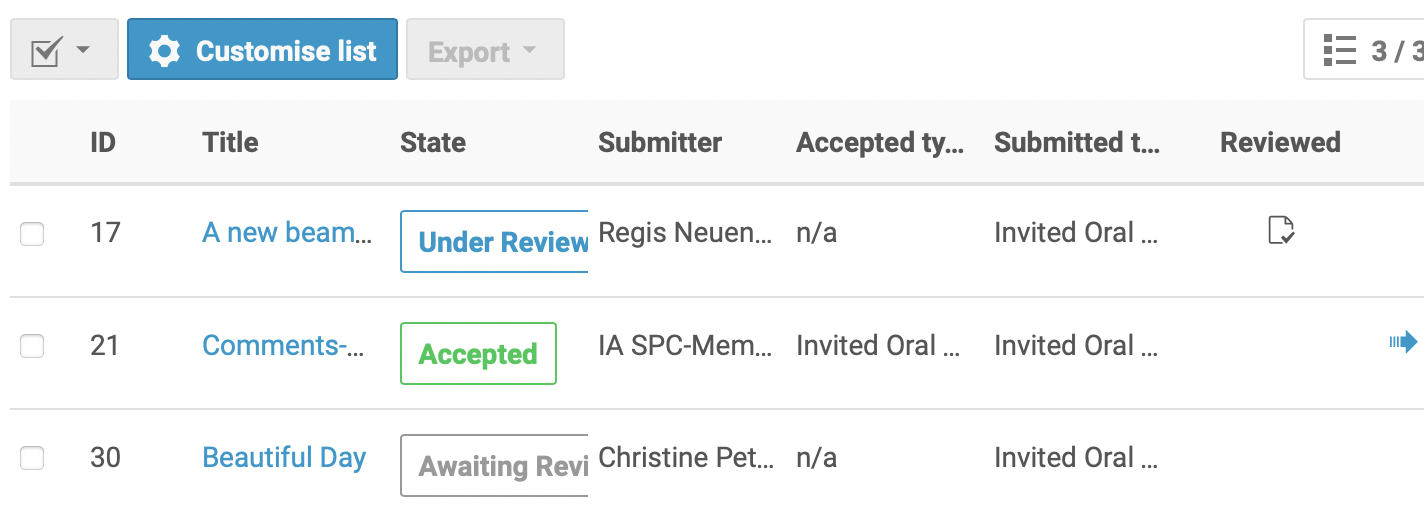 Customise list Export 3 / 3
ID Title State Submitter Accepted ty... Submitted t... Reviewed
17 A new beam... Under Review Regis Neuen... n/a Invited Oral ...
21 Comments-... Accepted IA SPC-Mem... Invited Oral ... Invited Oral ...
30 Beautiful Day Awaiting Revi Christine Pet... n/a Invited Oral ...